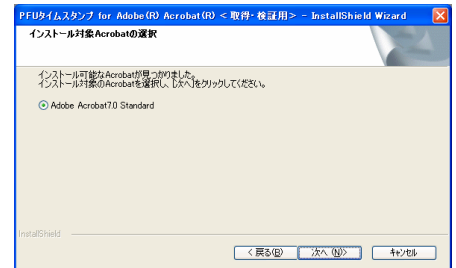 PFUタイムスタンプ for Adobe(R) Acrobat(R) <取得・検証用> - InstallShield Wizard
インストール対象Acrobatの選択
インストール可能なAcrobatが見つかりました。
インストール対象のAcrobatを選択し、[次へ]をクリックしてください。
Adobe Acrobat7.0 Standard
InstallShield
< 戻る(B) 次へ (N)> キャンセル